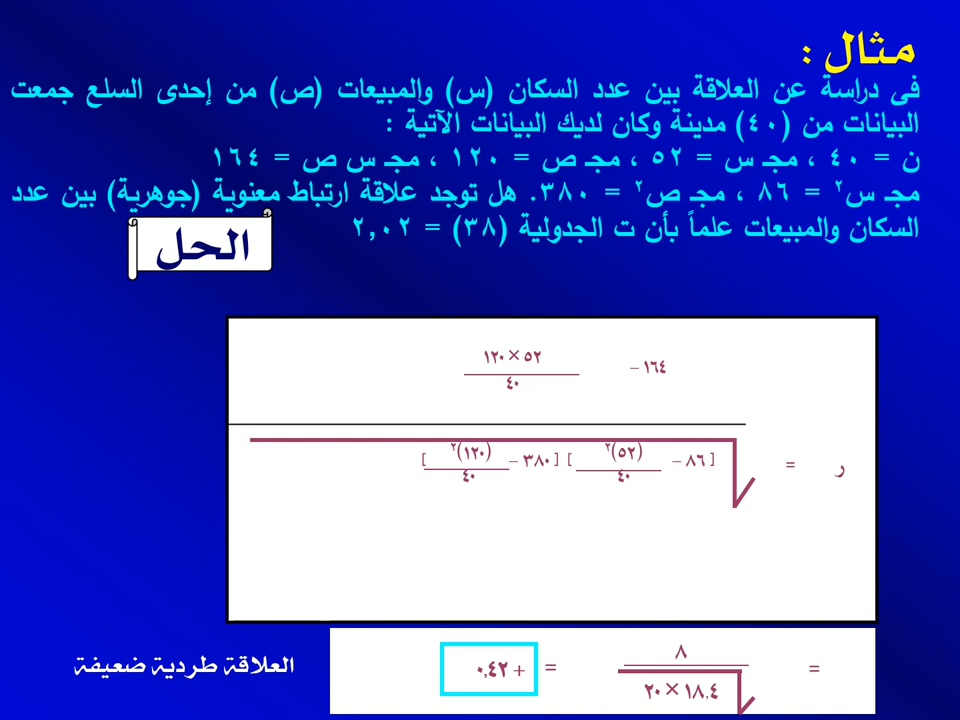 مثال :
فى دراسة عن العلاقة بين عدد السكان (س) والمبيعات (ص) من إحدى السلع جمعت
البيانات من (٤٠) مدينة وكان لديك البيانات الآتية :
ن = ٤٠ ، مجـ س = ٥٢ ، مجـ ص = ١٢٠ ، مجـ س ص = ١٦٤
مجـ س٢ = ٨٦ ، مجـ ص٢ = ٣٨٠. هل توجد علاقة ارتباط معنوية (جوهرية) بين عدد
السكان والمبيعات علماً بأن ت الجدولية (٣٨) = ٢,٠٢
الحل
٥٢ × ١٢٠
١٦٤ –
٤٠
(٥٢)٢ (١٢٠)٢
ر = [ ٨٦ – ] [ ٣٨٠ – ]
٤٠ ٤٠
٨
= = + ٠,٤٢
١٨,٤ × ٢٠
العلاقة طردية ضعيفة